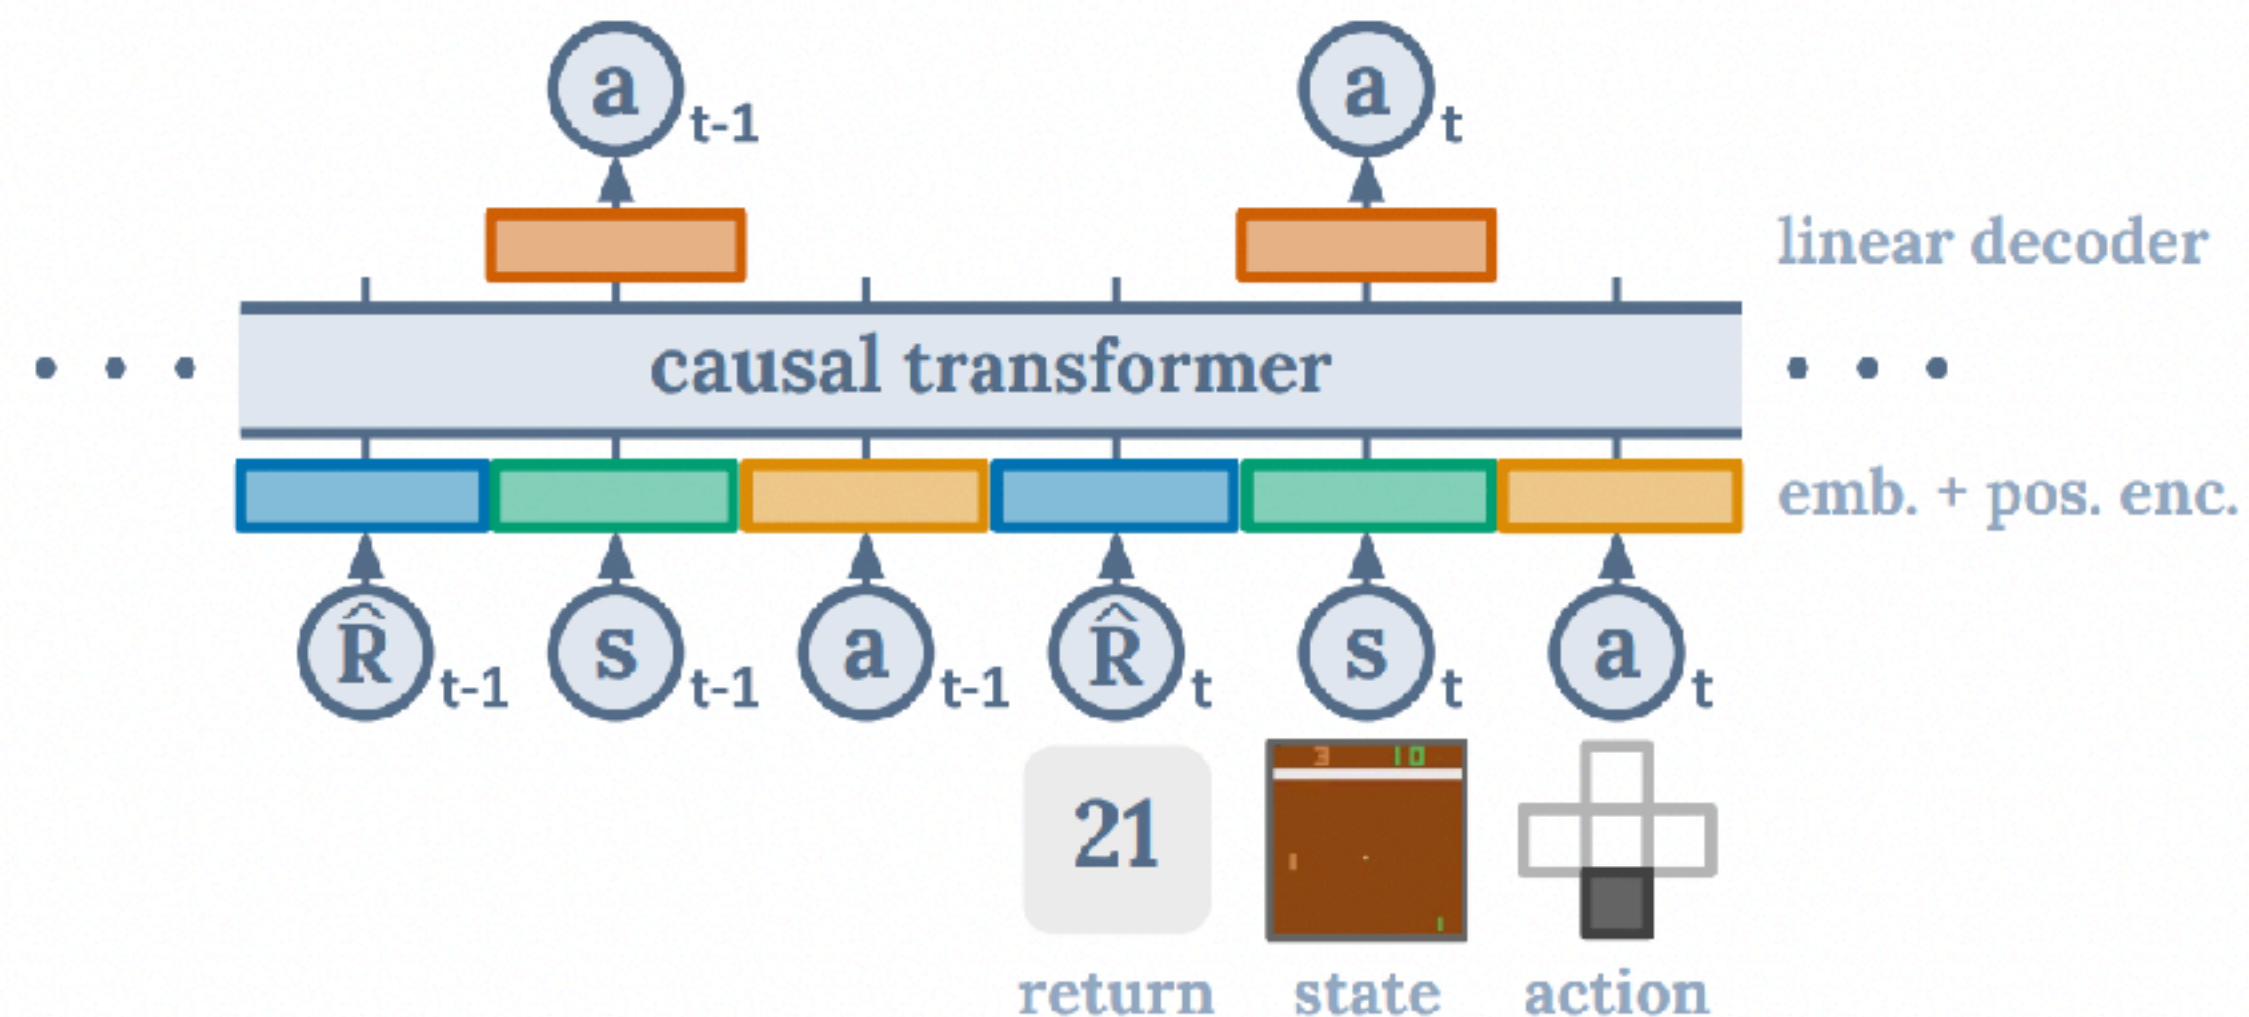 a t-1 a t
linear decoder
causal transformer
emb. + pos. enc.
R̂ t-1 s t-1 a t-1 R̂ t s t a t
3 10
21
return state action